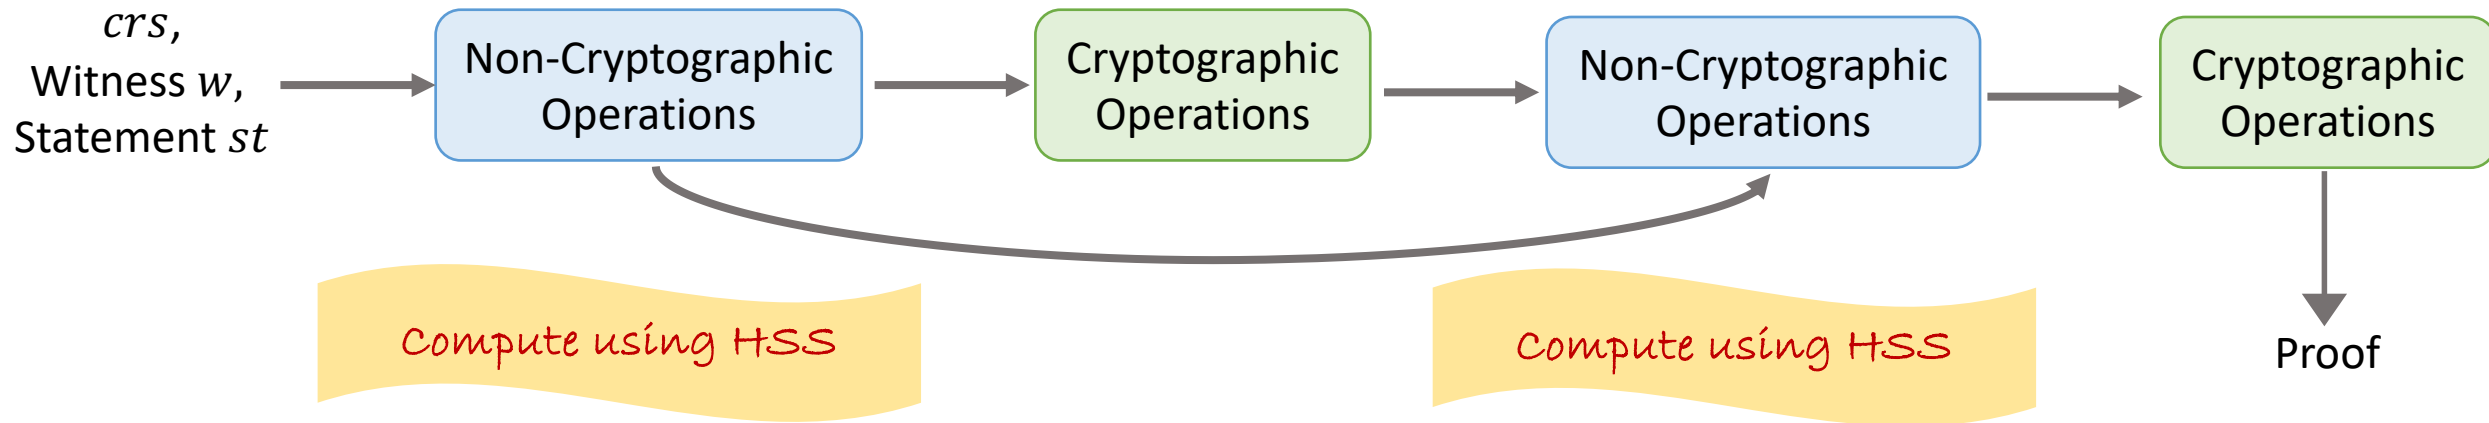 crs,
Witness w,
Statement st
Non-Cryptographic
Operations
Cryptographic
Operations
Non-Cryptographic
Operations
Cryptographic
Operations
Compute using HSS
Compute using HSS
Proof